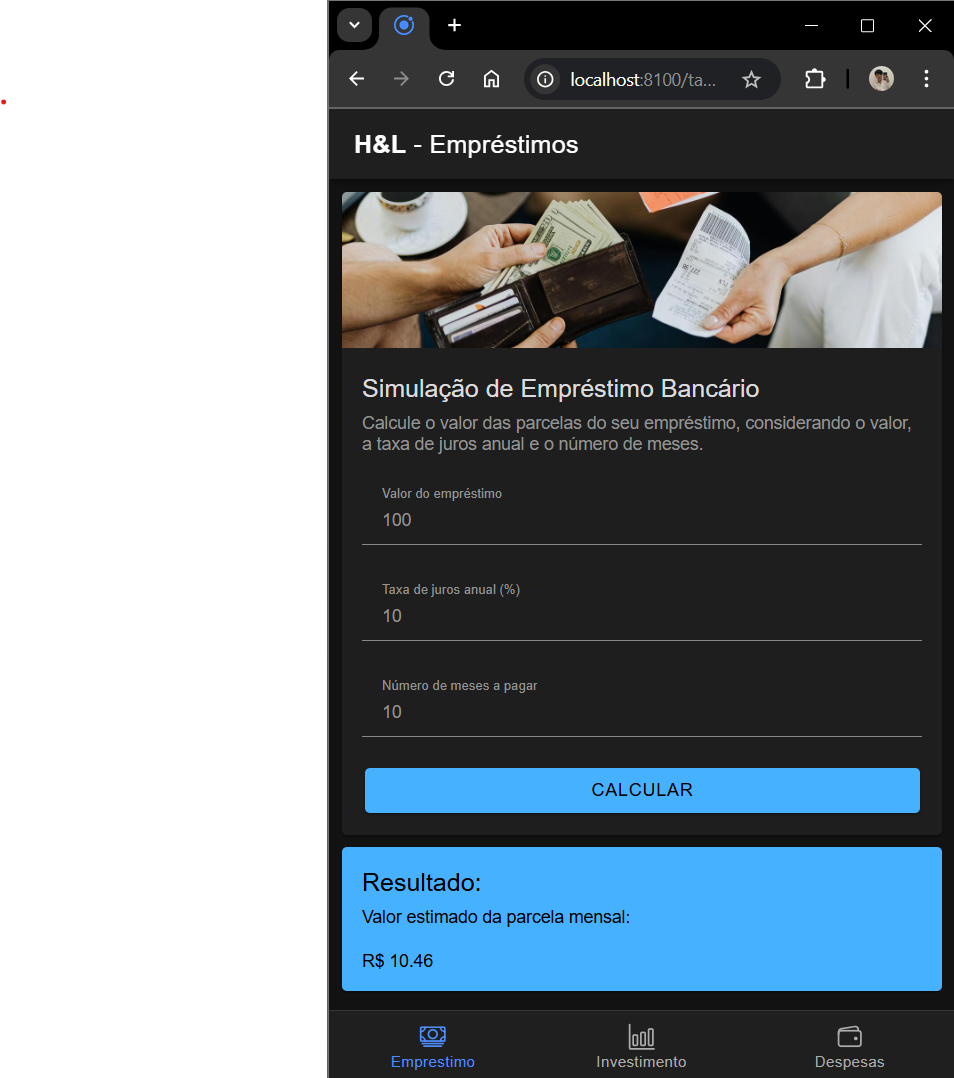 localhost:8100/ta...
H&L - Empréstimos
Simulação de Empréstimo Bancário
Calcule o valor das parcelas do seu empréstimo, considerando o valor,
a taxa de juros anual e o número de meses.
Valor do empréstimo
100
Taxa de juros anual (%)
10
Número de meses a pagar
10
CALCULAR
Resultado:
Valor estimado da parcela mensal:
R$ 10.46
Emprestimo
Investimento
Despesas